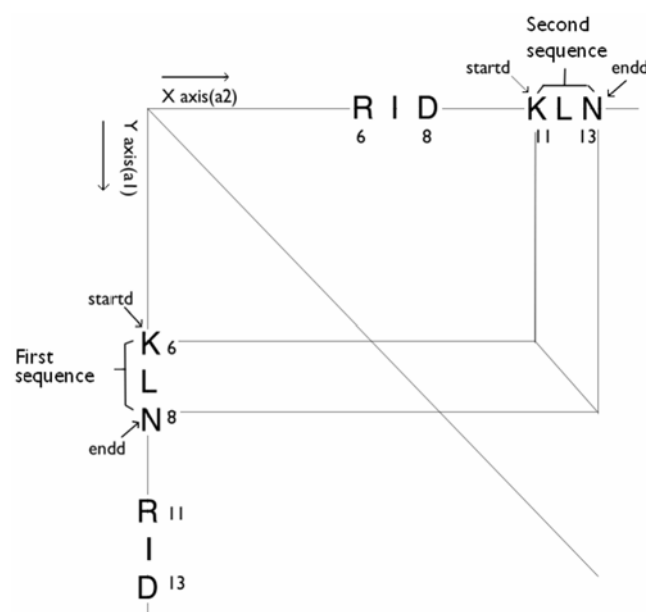 Second
sequence
startd
endd
X axis(a2)
R I D
K L N
6 8
11 13
Y axis(a1)
startd
K 6
First
sequence
L
N 8
endd
R 11
I
D 13